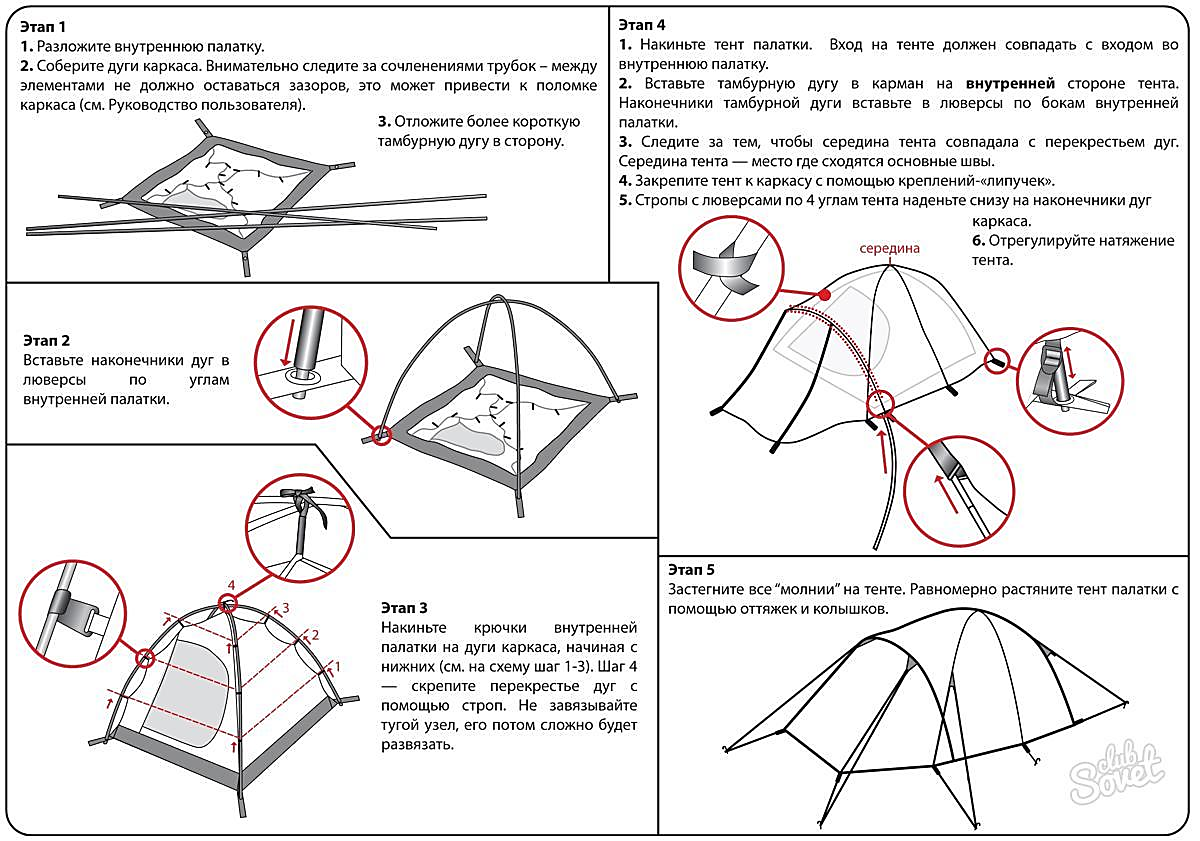 Этап 1
1. Разложите внутреннюю палатку.
2. Соберите дуги каркаса. Внимательно следите за сочленениями трубок – между
элементами не должно оставаться зазоров, это может привести к поломке
каркаса (см. Руководство пользователя).
3. Отложите более короткую
тамбурную дугу в сторону.
Этап 2
Вставьте наконечники дуг в
люверсы по углам
внутренней палатки.
Этап 3
Накиньте крючки внутренней
палатки на дуги каркаса, начиная с
нижних (см. на схему шаг 1-3). Шаг 4
— скрепите перекрестье дуг с
помощью строп. Не завязывайте
тугой узел, его потом сложно будет
развязать.
4
3
2
1
Этап 4
1. Накиньте тент палатки. Вход на тенте должен совпадать с входом во
внутреннюю палатку.
2. Вставьте тамбурную дугу в карман на внутренней стороне тента.
Наконечники тамбурной дуги вставьте в люверсы по бокам внутренней
палатки.
3. Следите за тем, чтобы середина тента совпадала с перекрестьем дуг.
Середина тента — место где сходятся основные швы.
4. Закрепите тент к каркасу с помощью креплений-«липучек».
5. Стропы с люверсами по 4 углам тента наденьте снизу на наконечники дуг
каркаса.
6. Отрегулируйте натяжение
тента.
середина
Этап 5
Застегните все “молнии” на тенте. Равномерно растяните тент палатки с
помощью оттяжек и колышков.
club
Sovet